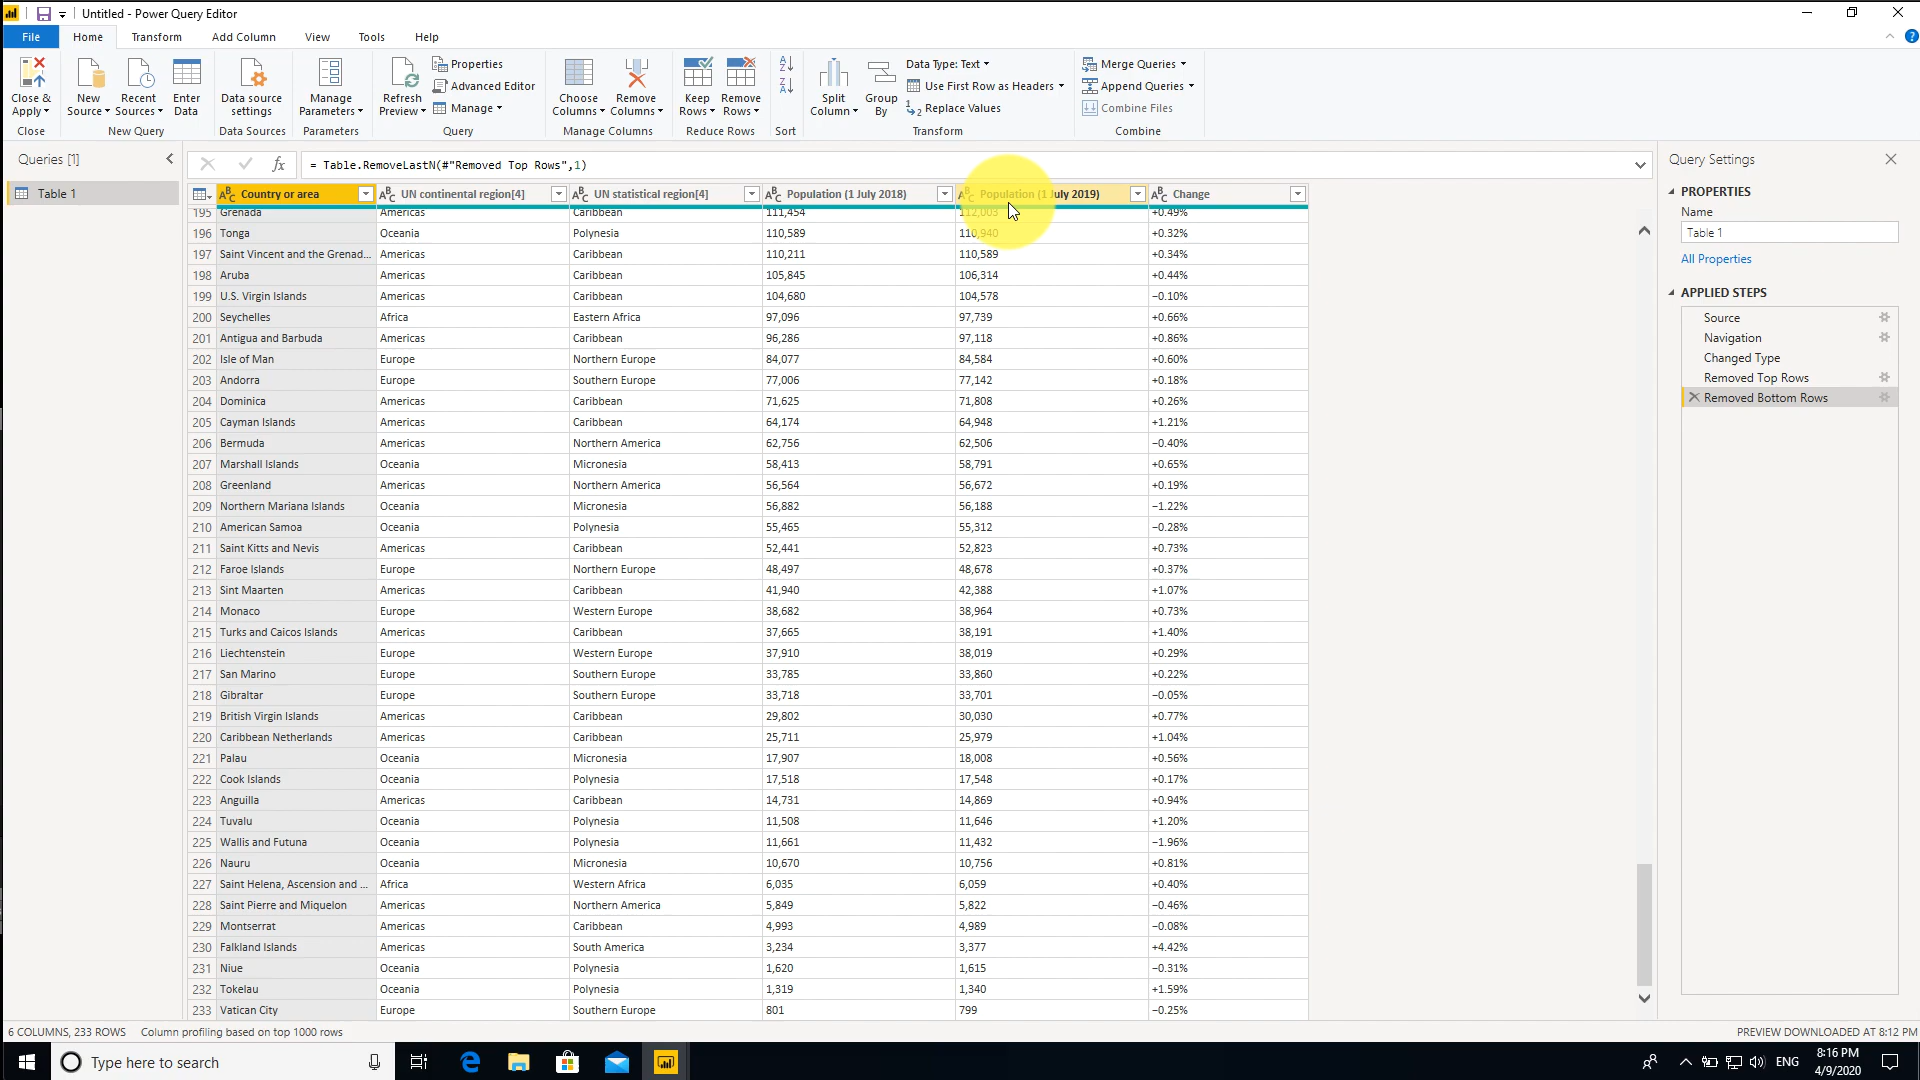 Untitled - Power Query Editor
File Home Transform Add Column View Tools Help
Close & Apply
Close
New Source
Recent Sources
Enter Data
New Query
Data source settings
Data Sources
Manage Parameters
Parameters
Refresh Preview
Properties
Advanced Editor
Manage
Query
Choose Columns
Remove Columns
Manage Columns
Keep Rows
Remove Rows
Reduce Rows
Sort
Split Column
Group By
Data Type: Text
Use First Row as Headers
Replace Values
Transform
Merge Queries
Append Queries
Combine Files
Combine
Queries [1]
Table 1
fx = Table.RemoveLastN(#"Removed Top Rows",1)
Country or area UN continental region[4] UN statistical region[4] Population (1 July 2018) Population (1 July 2019) Change
195 Grenada Americas Caribbean 111,454 112,003 +0.49%
196 Tonga Oceania Polynesia 110,589 110,940 +0.32%
197 Saint Vincent and the Grenad... Americas Caribbean 110,211 110,589 +0.34%
198 Aruba Americas Caribbean 105,845 106,314 +0.44%
199 U.S. Virgin Islands Americas Caribbean 104,680 104,578 −0.10%
200 Seychelles Africa Eastern Africa 97,096 97,739 +0.66%
201 Antigua and Barbuda Americas Caribbean 96,286 97,118 +0.86%
202 Isle of Man Europe Northern Europe 84,077 84,584 +0.60%
203 Andorra Europe Southern Europe 77,006 77,142 +0.18%
204 Dominica Americas Caribbean 71,625 71,808 +0.26%
205 Cayman Islands Americas Caribbean 64,174 64,948 +1.21%
206 Bermuda Americas Northern America 62,756 62,506 −0.40%
207 Marshall Islands Oceania Micronesia 58,413 58,791 +0.65%
208 Greenland Americas Northern America 56,564 56,672 +0.19%
209 Northern Mariana Islands Oceania Micronesia 56,882 56,188 −1.22%
210 American Samoa Oceania Polynesia 55,465 55,312 −0.28%
211 Saint Kitts and Nevis Americas Caribbean 52,441 52,823 +0.73%
212 Faroe Islands Europe Northern Europe 48,497 48,678 +0.37%
213 Sint Maarten Americas Caribbean 41,940 42,388 +1.07%
214 Monaco Europe Western Europe 38,682 38,964 +0.73%
215 Turks and Caicos Islands Americas Caribbean 37,665 38,191 +1.40%
216 Liechtenstein Europe Western Europe 37,910 38,019 +0.29%
217 San Marino Europe Southern Europe 33,785 33,860 +0.22%
218 Gibraltar Europe Southern Europe 33,718 33,701 −0.05%
219 British Virgin Islands Americas Caribbean 29,802 30,030 +0.77%
220 Caribbean Netherlands Americas Caribbean 25,711 25,979 +1.04%
221 Palau Oceania Micronesia 17,907 18,008 +0.56%
222 Cook Islands Oceania Polynesia 17,518 17,548 +0.17%
223 Anguilla Americas Caribbean 14,731 14,869 +0.94%
224 Tuvalu Oceania Polynesia 11,508 11,646 +1.20%
225 Wallis and Futuna Oceania Polynesia 11,661 11,432 −1.96%
226 Nauru Oceania Micronesia 10,670 10,756 +0.81%
227 Saint Helena, Ascension and ... Africa Western Africa 6,035 6,059 +0.40%
228 Saint Pierre and Miquelon Americas Northern America 5,849 5,822 −0.46%
229 Montserrat Americas Caribbean 4,993 4,989 −0.08%
230 Falkland Islands Americas South America 3,234 3,377 +4.42%
231 Niue Oceania Polynesia 1,620 1,615 −0.31%
232 Tokelau Oceania Polynesia 1,319 1,340 +1.59%
233 Vatican City Europe Southern Europe 801 799 −0.25%
Query Settings
PROPERTIES
Name
Table 1
All Properties
APPLIED STEPS
Source
Navigation
Changed Type
Removed Top Rows
Removed Bottom Rows
6 COLUMNS, 233 ROWS Column profiling based on top 1000 rows
PREVIEW DOWNLOADED AT 8:12 PM
Type here to search
ENG
8:16 PM
4/9/2020